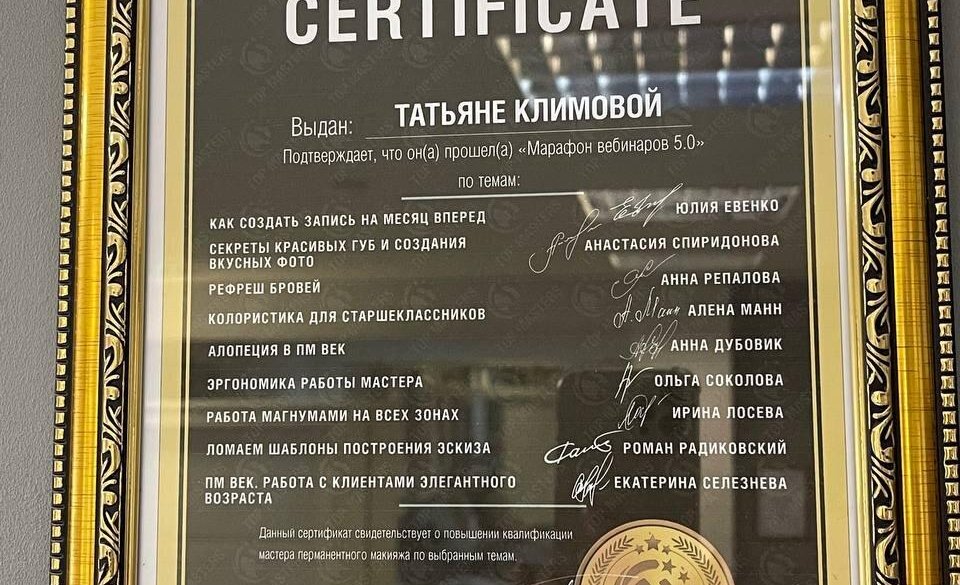 CERTIFICATE
Выдан: ТАТЬЯНЕ КЛИМОВОЙ
Подтверждает, что он(а) прошел(а) «Марафон вебинаров 5.0»
по темам:
КАК СОЗДАТЬ ЗАПИСЬ НА МЕСЯЦ ВПЕРЕД ЮЛИЯ ЕВЕНКО
СЕКРЕТЫ КРАСИВЫХ ГУБ И СОЗДАНИЯ
ВКУСНЫХ ФОТО АНАСТАСИЯ СПИРИДОНОВА
РЕФРЕШ БРОВЕЙ АННА РЕПАЛОВА
КОЛОРИСТИКА ДЛЯ СТАРШЕКЛАССНИКОВ А.Манн АЛЕНА МАНН
АЛОПЕЦИЯ В ПМ ВЕК АННА ДУБОВИК
ЭРГОНОМИКА РАБОТЫ МАСТЕРА ОЛЬГА СОКОЛОВА
РАБОТА МАГНУМАМИ НА ВСЕХ ЗОНАХ ИРИНА ЛОСЕВА
ЛОМАЕМ ШАБЛОНЫ ПОСТРОЕНИЯ ЭСКИЗА РОМАН РАДИКОВСКИЙ
ПМ ВЕК. РАБОТА С КЛИЕНТАМИ ЭЛЕГАНТНОГО
ВОЗРАСТА ЕКАТЕРИНА СЕЛЕЗНЕВА
Данный сертификат свидетельствует о повышении квалификации
мастера перманентного макияжа по выбранным темам.